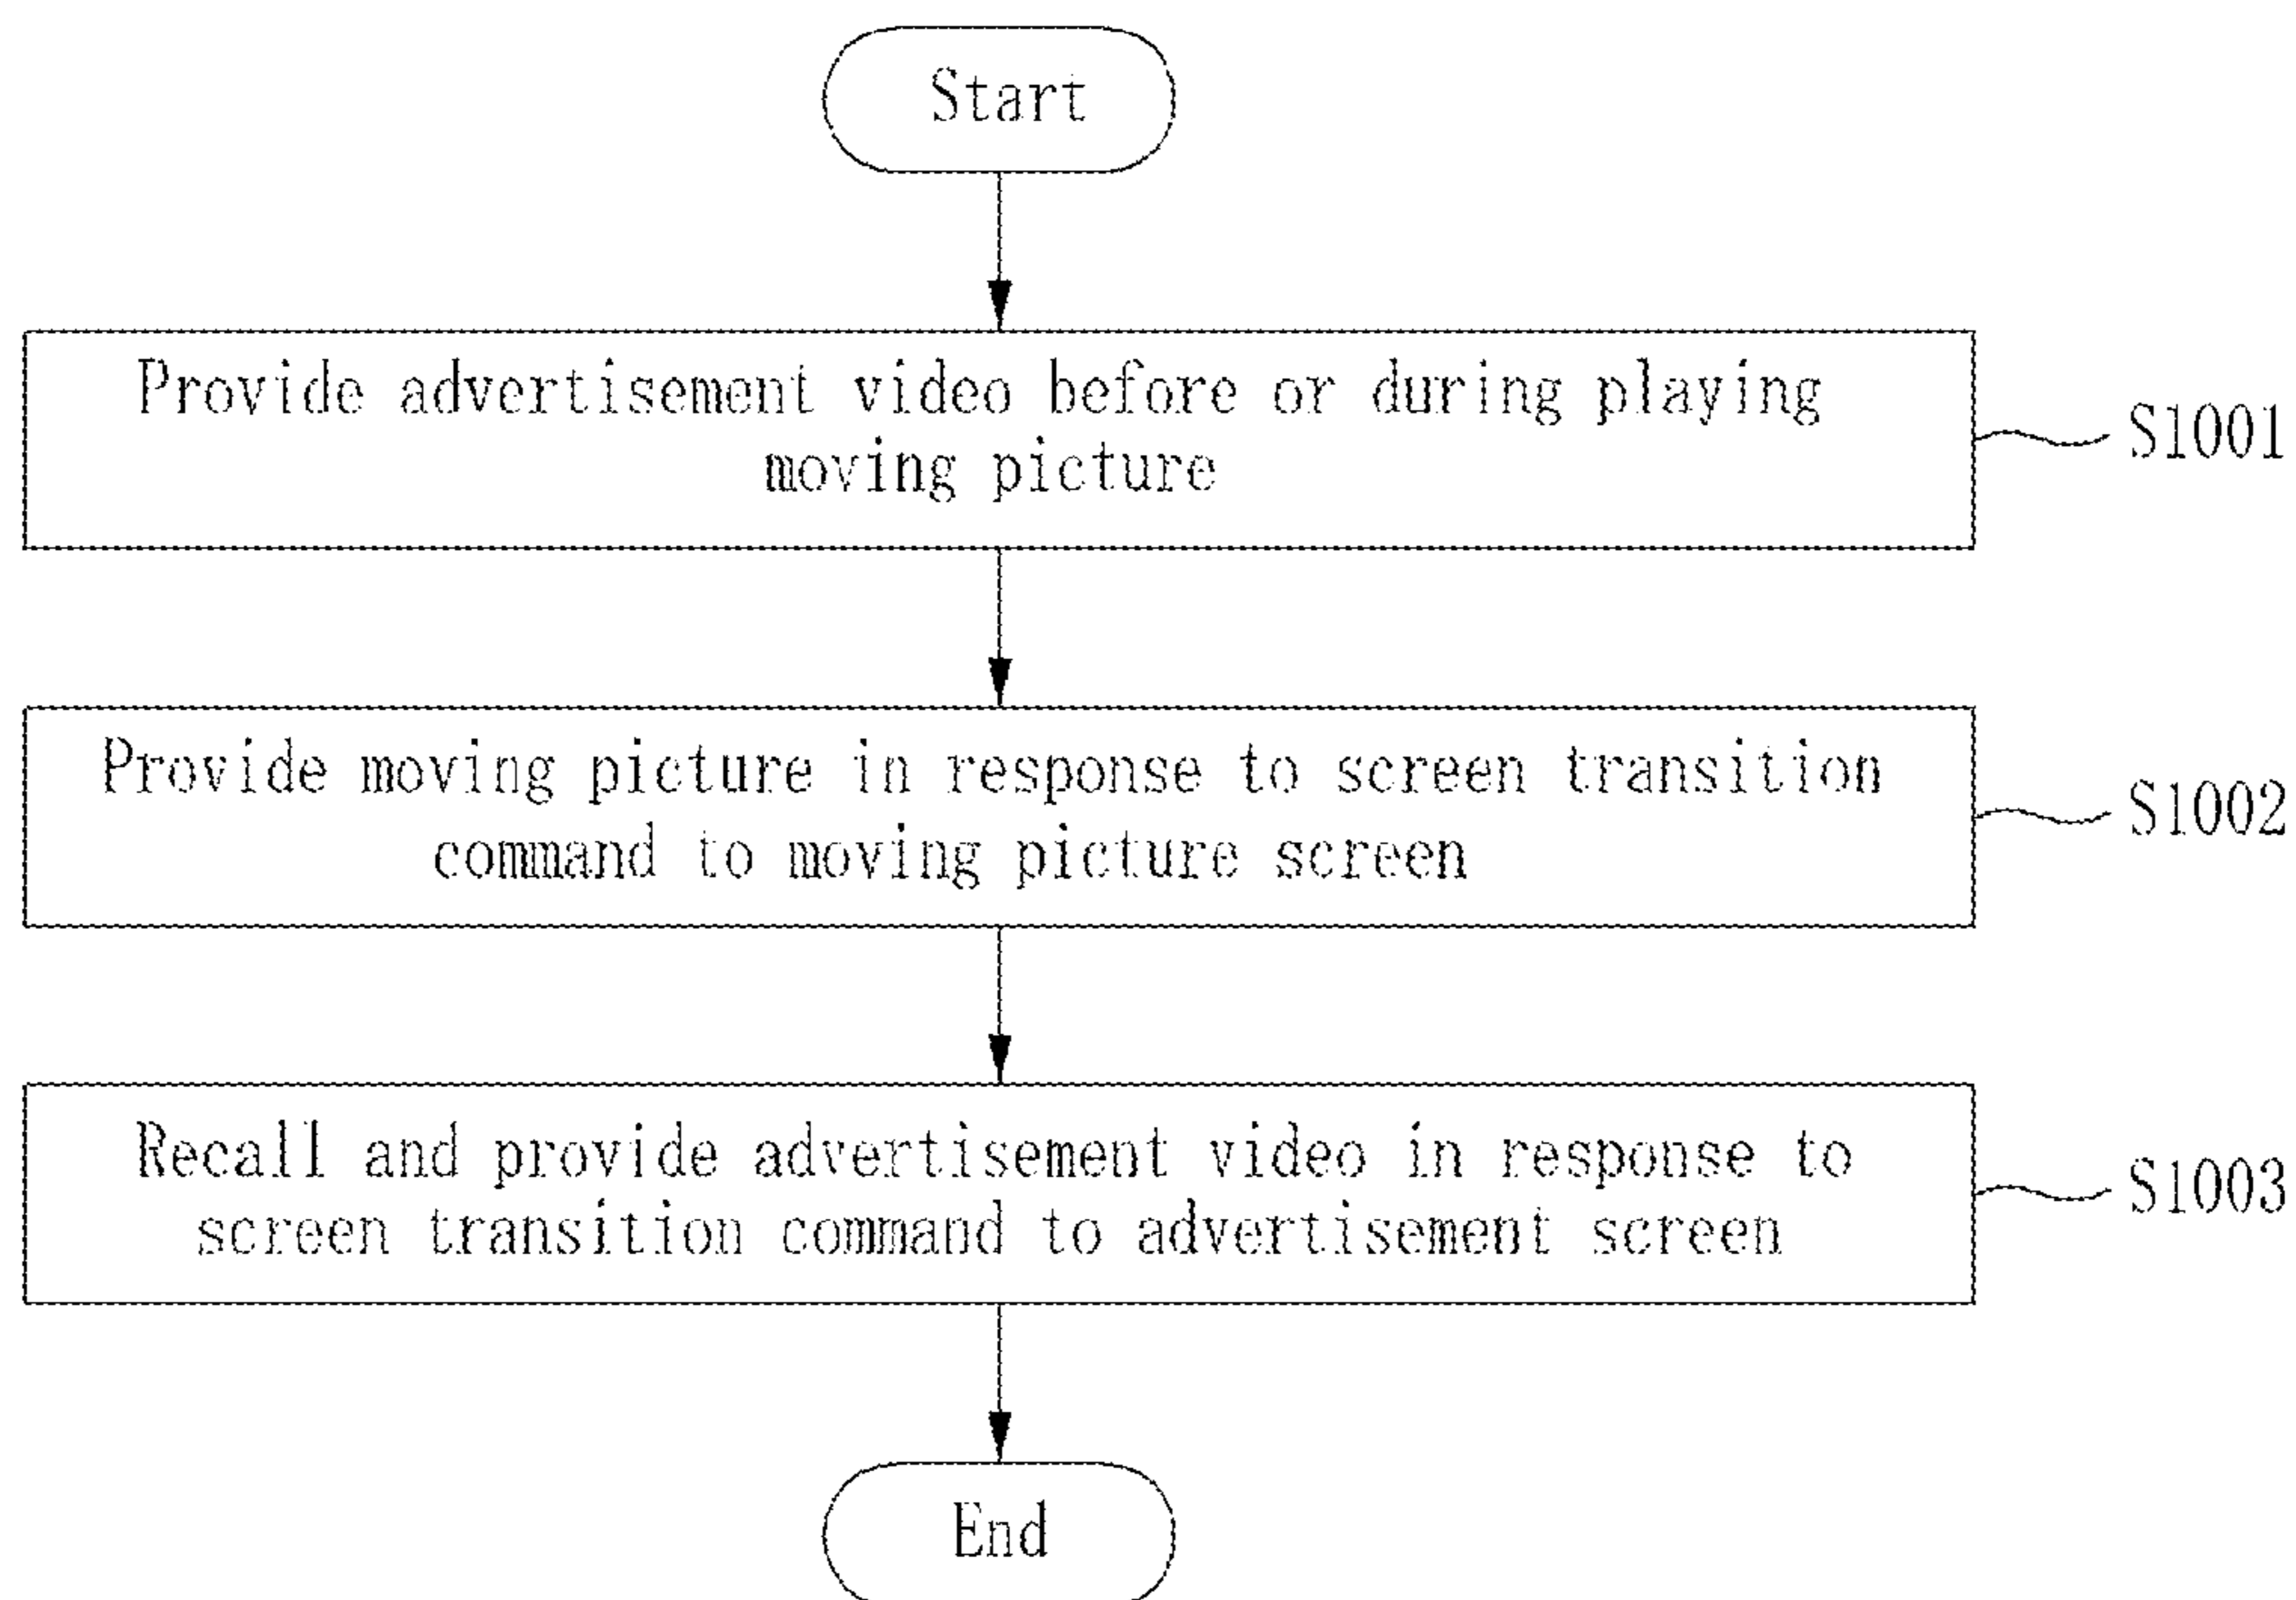 Start
Provide advertisement video before or during playing
moving picture
S1001
Provide moving picture in response to screen transition
command to moving picture screen
S1002
Recall and provide advertisement video in response to
screen transition command to advertisement screen
S1003
End